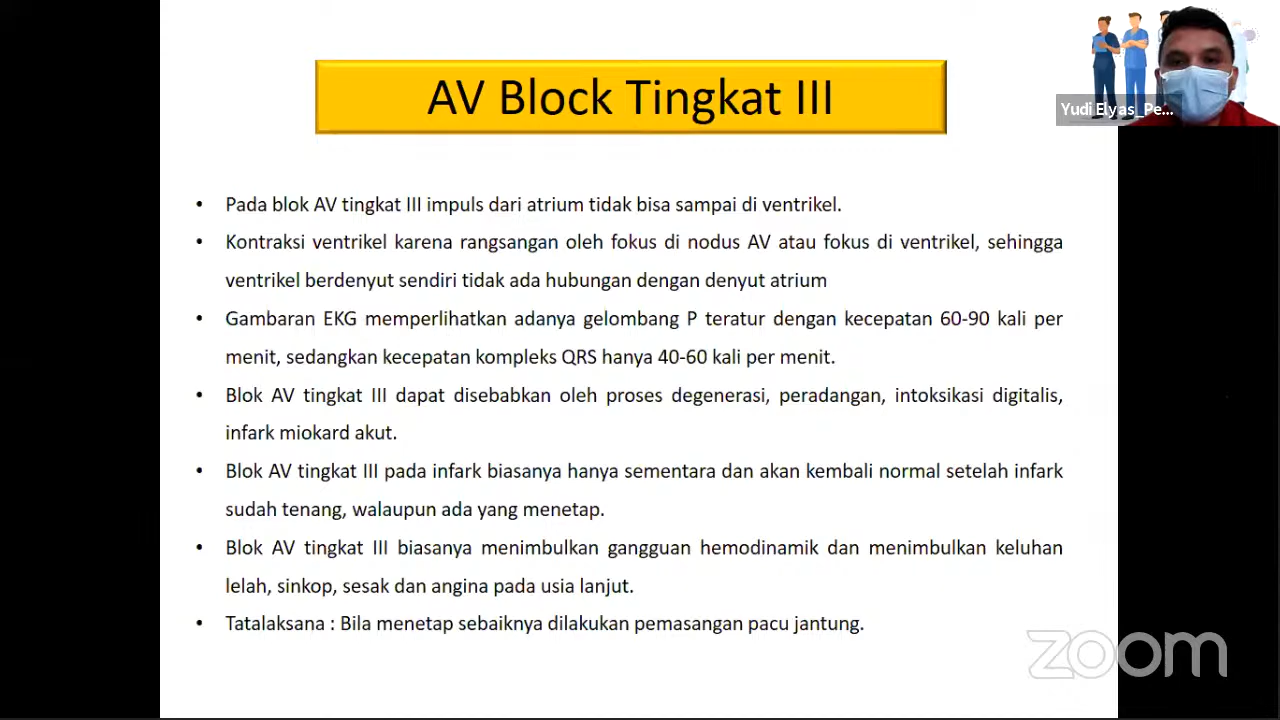 AV Block Tingkat III
Yudi Elyas_Pe...
• Pada blok AV tingkat III impuls dari atrium tidak bisa sampai di ventrikel.
• Kontraksi ventrikel karena rangsangan oleh fokus di nodus AV atau fokus di ventrikel, sehingga
ventrikel berdenyut sendiri tidak ada hubungan dengan denyut atrium
• Gambaran EKG memperlihatkan adanya gelombang P teratur dengan kecepatan 60-90 kali per
menit, sedangkan kecepatan kompleks QRS hanya 40-60 kali per menit.
• Blok AV tingkat III dapat disebabkan oleh proses degenerasi, peradangan, intoksikasi digitalis,
infark miokard akut.
• Blok AV tingkat III pada infark biasanya hanya sementara dan akan kembali normal setelah infark
sudah tenang, walaupun ada yang menetap.
• Blok AV tingkat III biasanya menimbulkan gangguan hemodinamik dan menimbulkan keluhan
lelah, sinkop, sesak dan angina pada usia lanjut.
• Tatalaksana : Bila menetap sebaiknya dilakukan pemasangan pacu jantung.
zoom